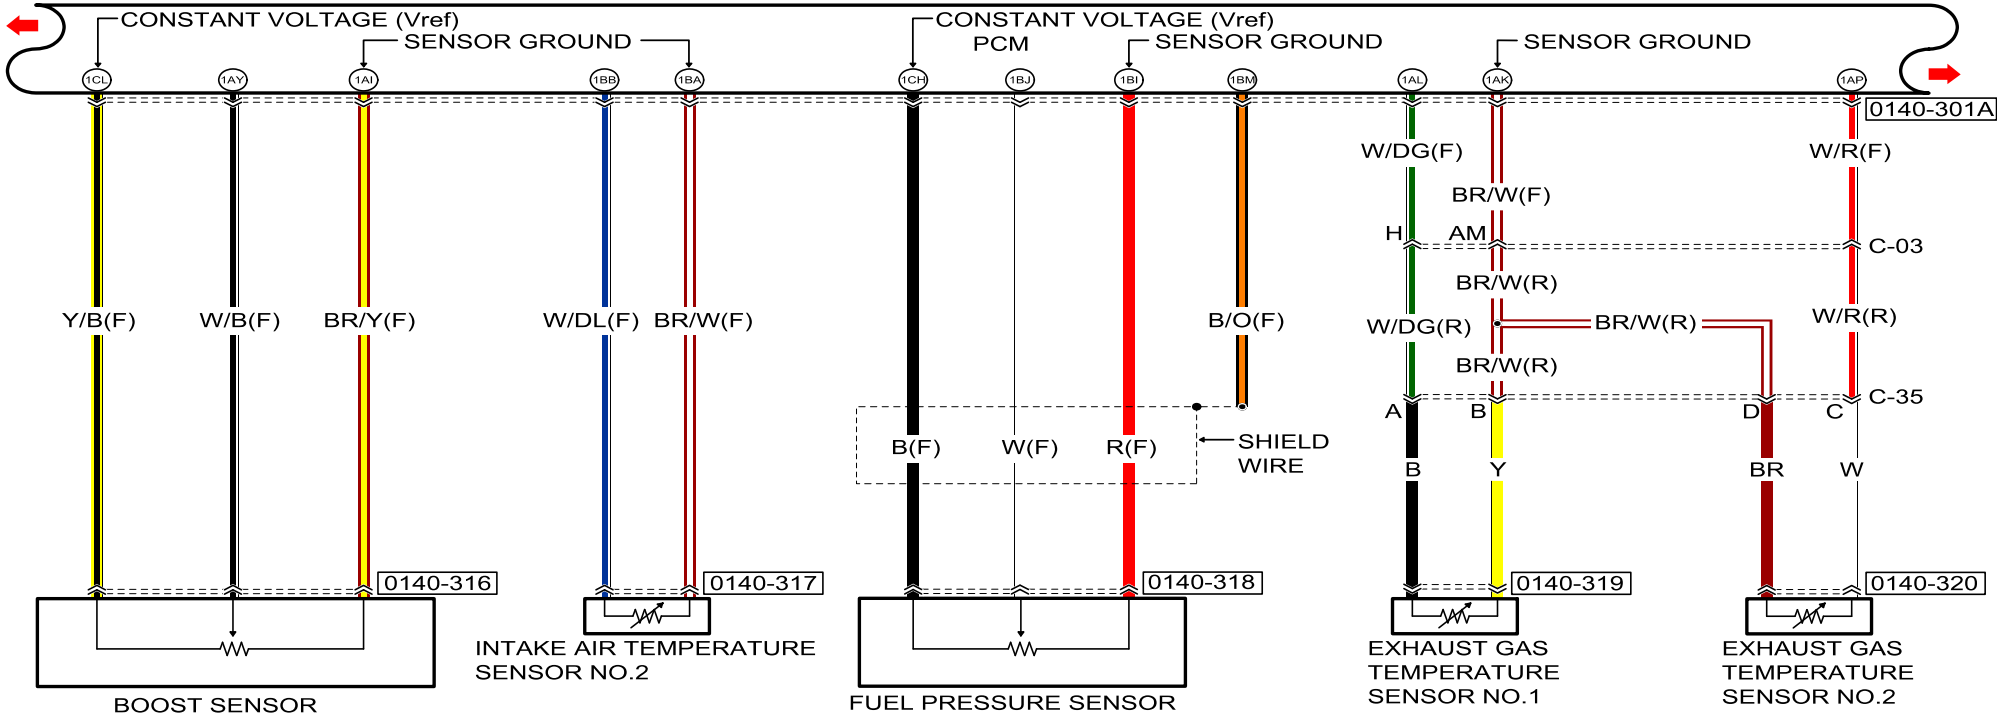 CONSTANT VOLTAGE (Vref)
SENSOR GROUND
CONSTANT VOLTAGE (Vref)
PCM
SENSOR GROUND
SENSOR GROUND
1CL
1AY
1AI
1BB
1BA
1CH
1BJ
1BI
1BM
1AL
1AK
1AP
0140-301A
W/DG(F)
W/R(F)
BR/W(F)
H
AM
C-03
BR/W(R)
Y/B(F)
W/B(F)
BR/Y(F)
W/DL(F)
BR/W(F)
B/O(F)
W/DG(R)
BR/W(R)
W/R(R)
BR/W(R)
C-35
A
B
D
C
B(F)
W(F)
R(F)
SHIELD
WIRE
B
Y
BR
W
0140-316
0140-317
0140-318
0140-319
0140-320
BOOST SENSOR
INTAKE AIR TEMPERATURE
SENSOR NO.2
FUEL PRESSURE SENSOR
EXHAUST GAS
TEMPERATURE
SENSOR NO.1
EXHAUST GAS
TEMPERATURE
SENSOR NO.2